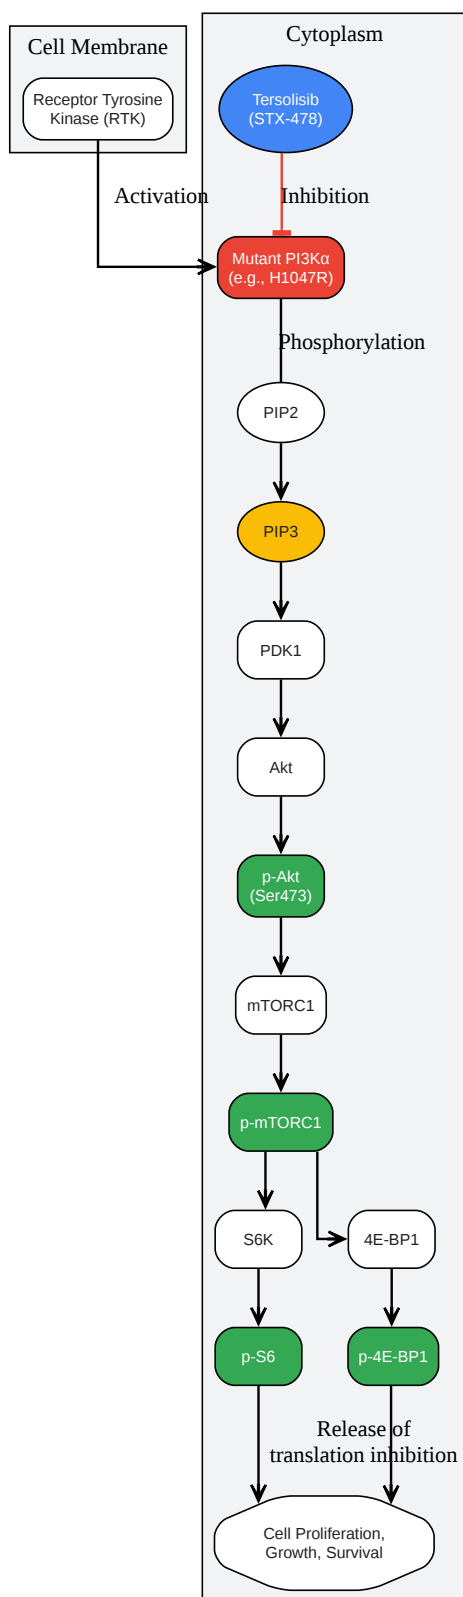 Cell Membrane
Cytoplasm
Receptor Tyrosine
Kinase (RTK)
Tersolisib
(STX-478)
Activation
Inhibition
Mutant PI3Kα
(e.g., H1047R)
Phosphorylation
PIP2
PIP3
PDK1
Akt
p-Akt
(Ser473)
mTORC1
p-mTORC1
S6K
4E-BP1
p-S6
p-4E-BP1
Release of
translation inhibition
Cell Proliferation,
Growth, Survival